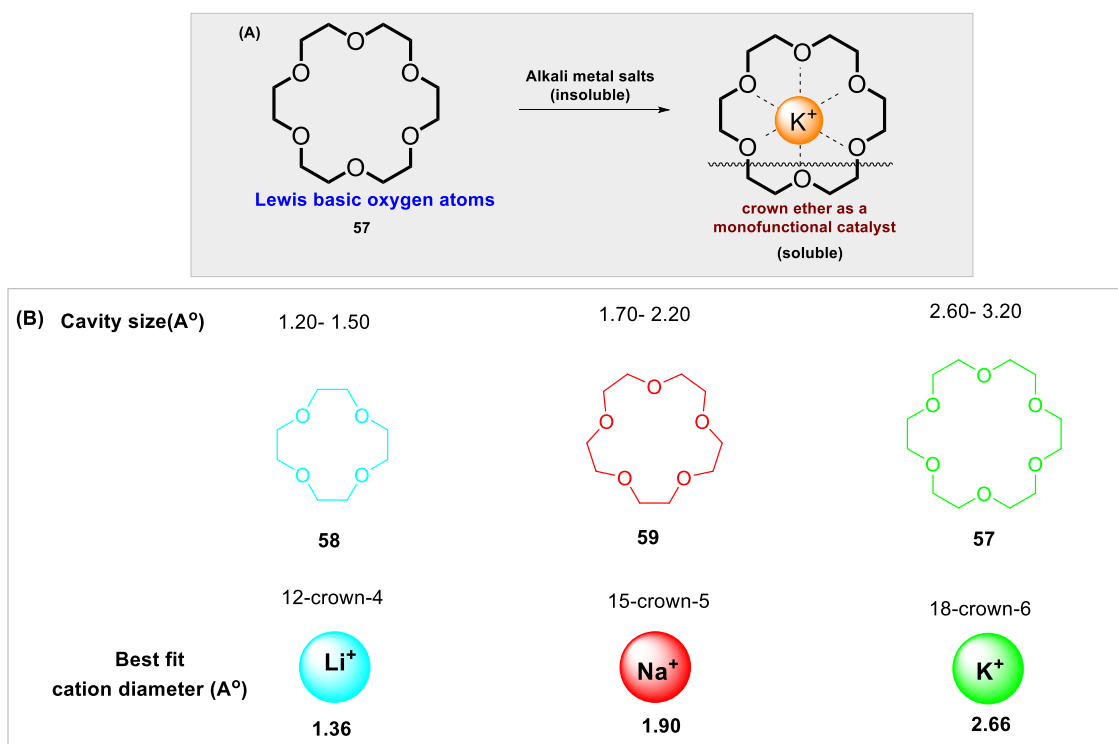 (A)
O
O
O
O
O
O
Lewis basic oxygen atoms
57
Alkali metal salts
(insoluble)
O
O
O
K+
O
O
O
crown ether as a
monofunctional catalyst
(soluble)
(B) Cavity size(Aº) 1.20- 1.50 1.70- 2.20 2.60- 3.20
O O
O O
58
O
O O
O O
59
O
O O
O O
O
57
12-crown-4 15-crown-5 18-crown-6
Best fit
cation diameter (Aº)
Li+ Na+ K+
1.36 1.90 2.66